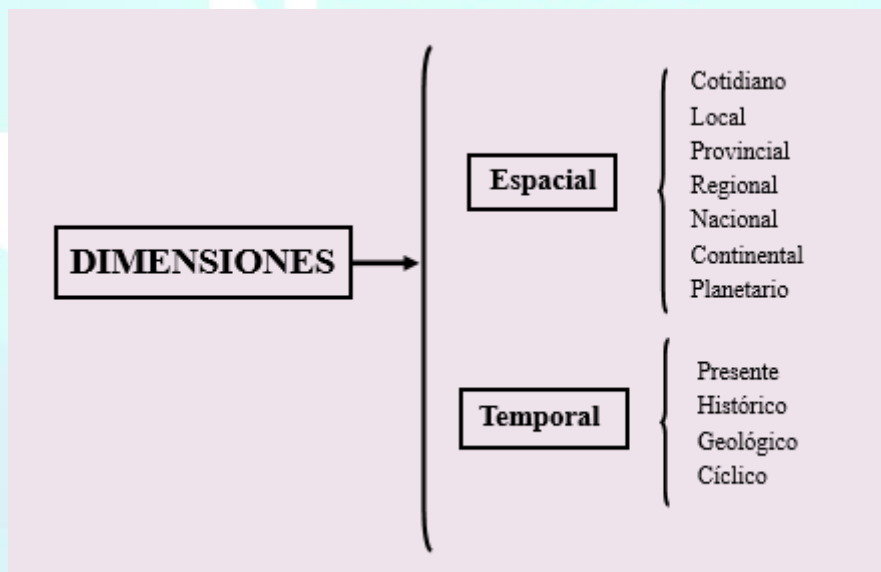 DIMENSIONES
Espacial
Cotidiano
Local
Provincial
Regional
Nacional
Continental
Planetario
Temporal
Presente
Histórico
Geológico
Cíclico